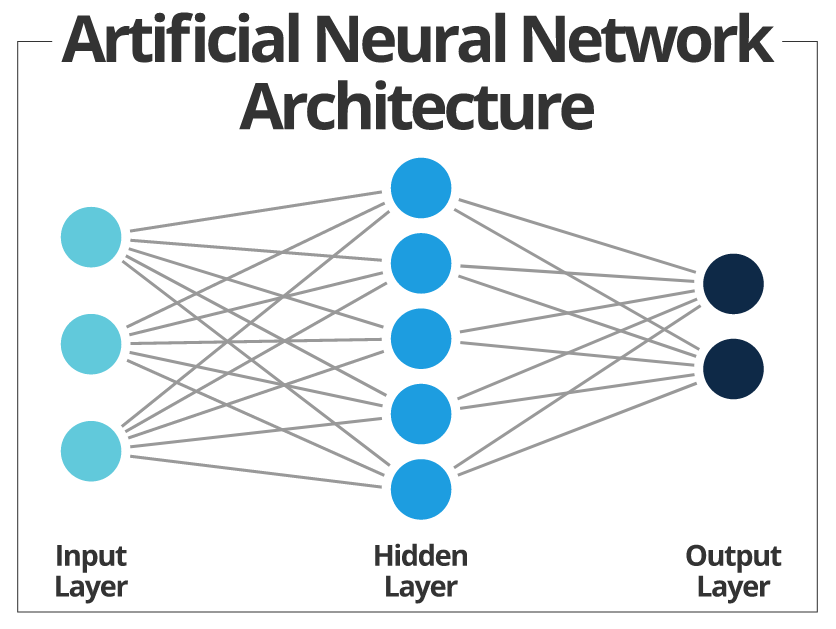 Artificial Neural Network
Architecture
Input
Layer
Hidden
Layer
Output
Layer